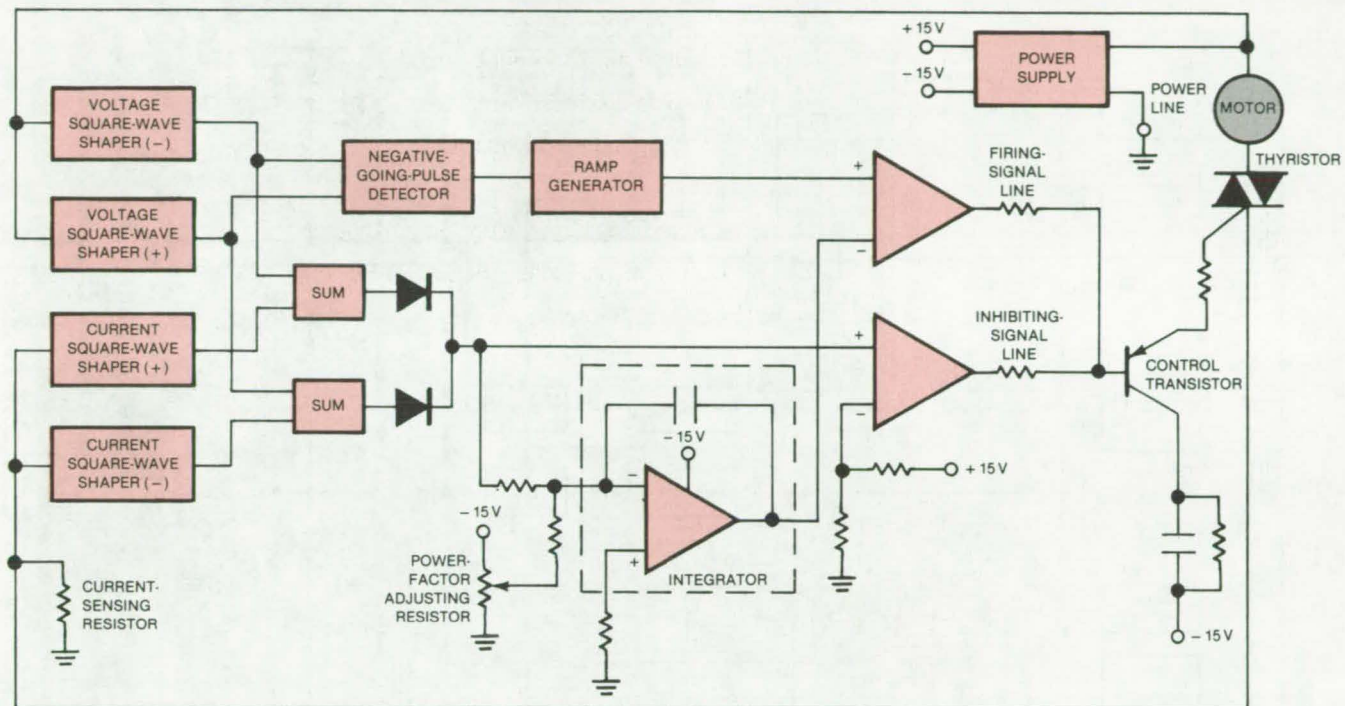 + 15 V
- 15 V
POWER
SUPPLY
POWER
LINE
MOTOR
THYRISTOR
VOLTAGE
SQUARE-WAVE
SHAPER (-)
VOLTAGE
SQUARE-WAVE
SHAPER (+)
CURRENT
SQUARE-WAVE
SHAPER (+)
CURRENT
SQUARE-WAVE
SHAPER (-)
NEGATIVE-
GOING-PULSE
DETECTOR
RAMP
GENERATOR
SUM
SUM
+
-
FIRING-
SIGNAL LINE
+
-
INHIBITING-
SIGNAL
LINE
CONTROL
TRANSISTOR
- 15 V
-
+
INTEGRATOR
+ 15 V
- 15 V
POWER-
FACTOR
ADJUSTING
RESISTOR
CURRENT-
SENSING
RESISTOR
- 15 V